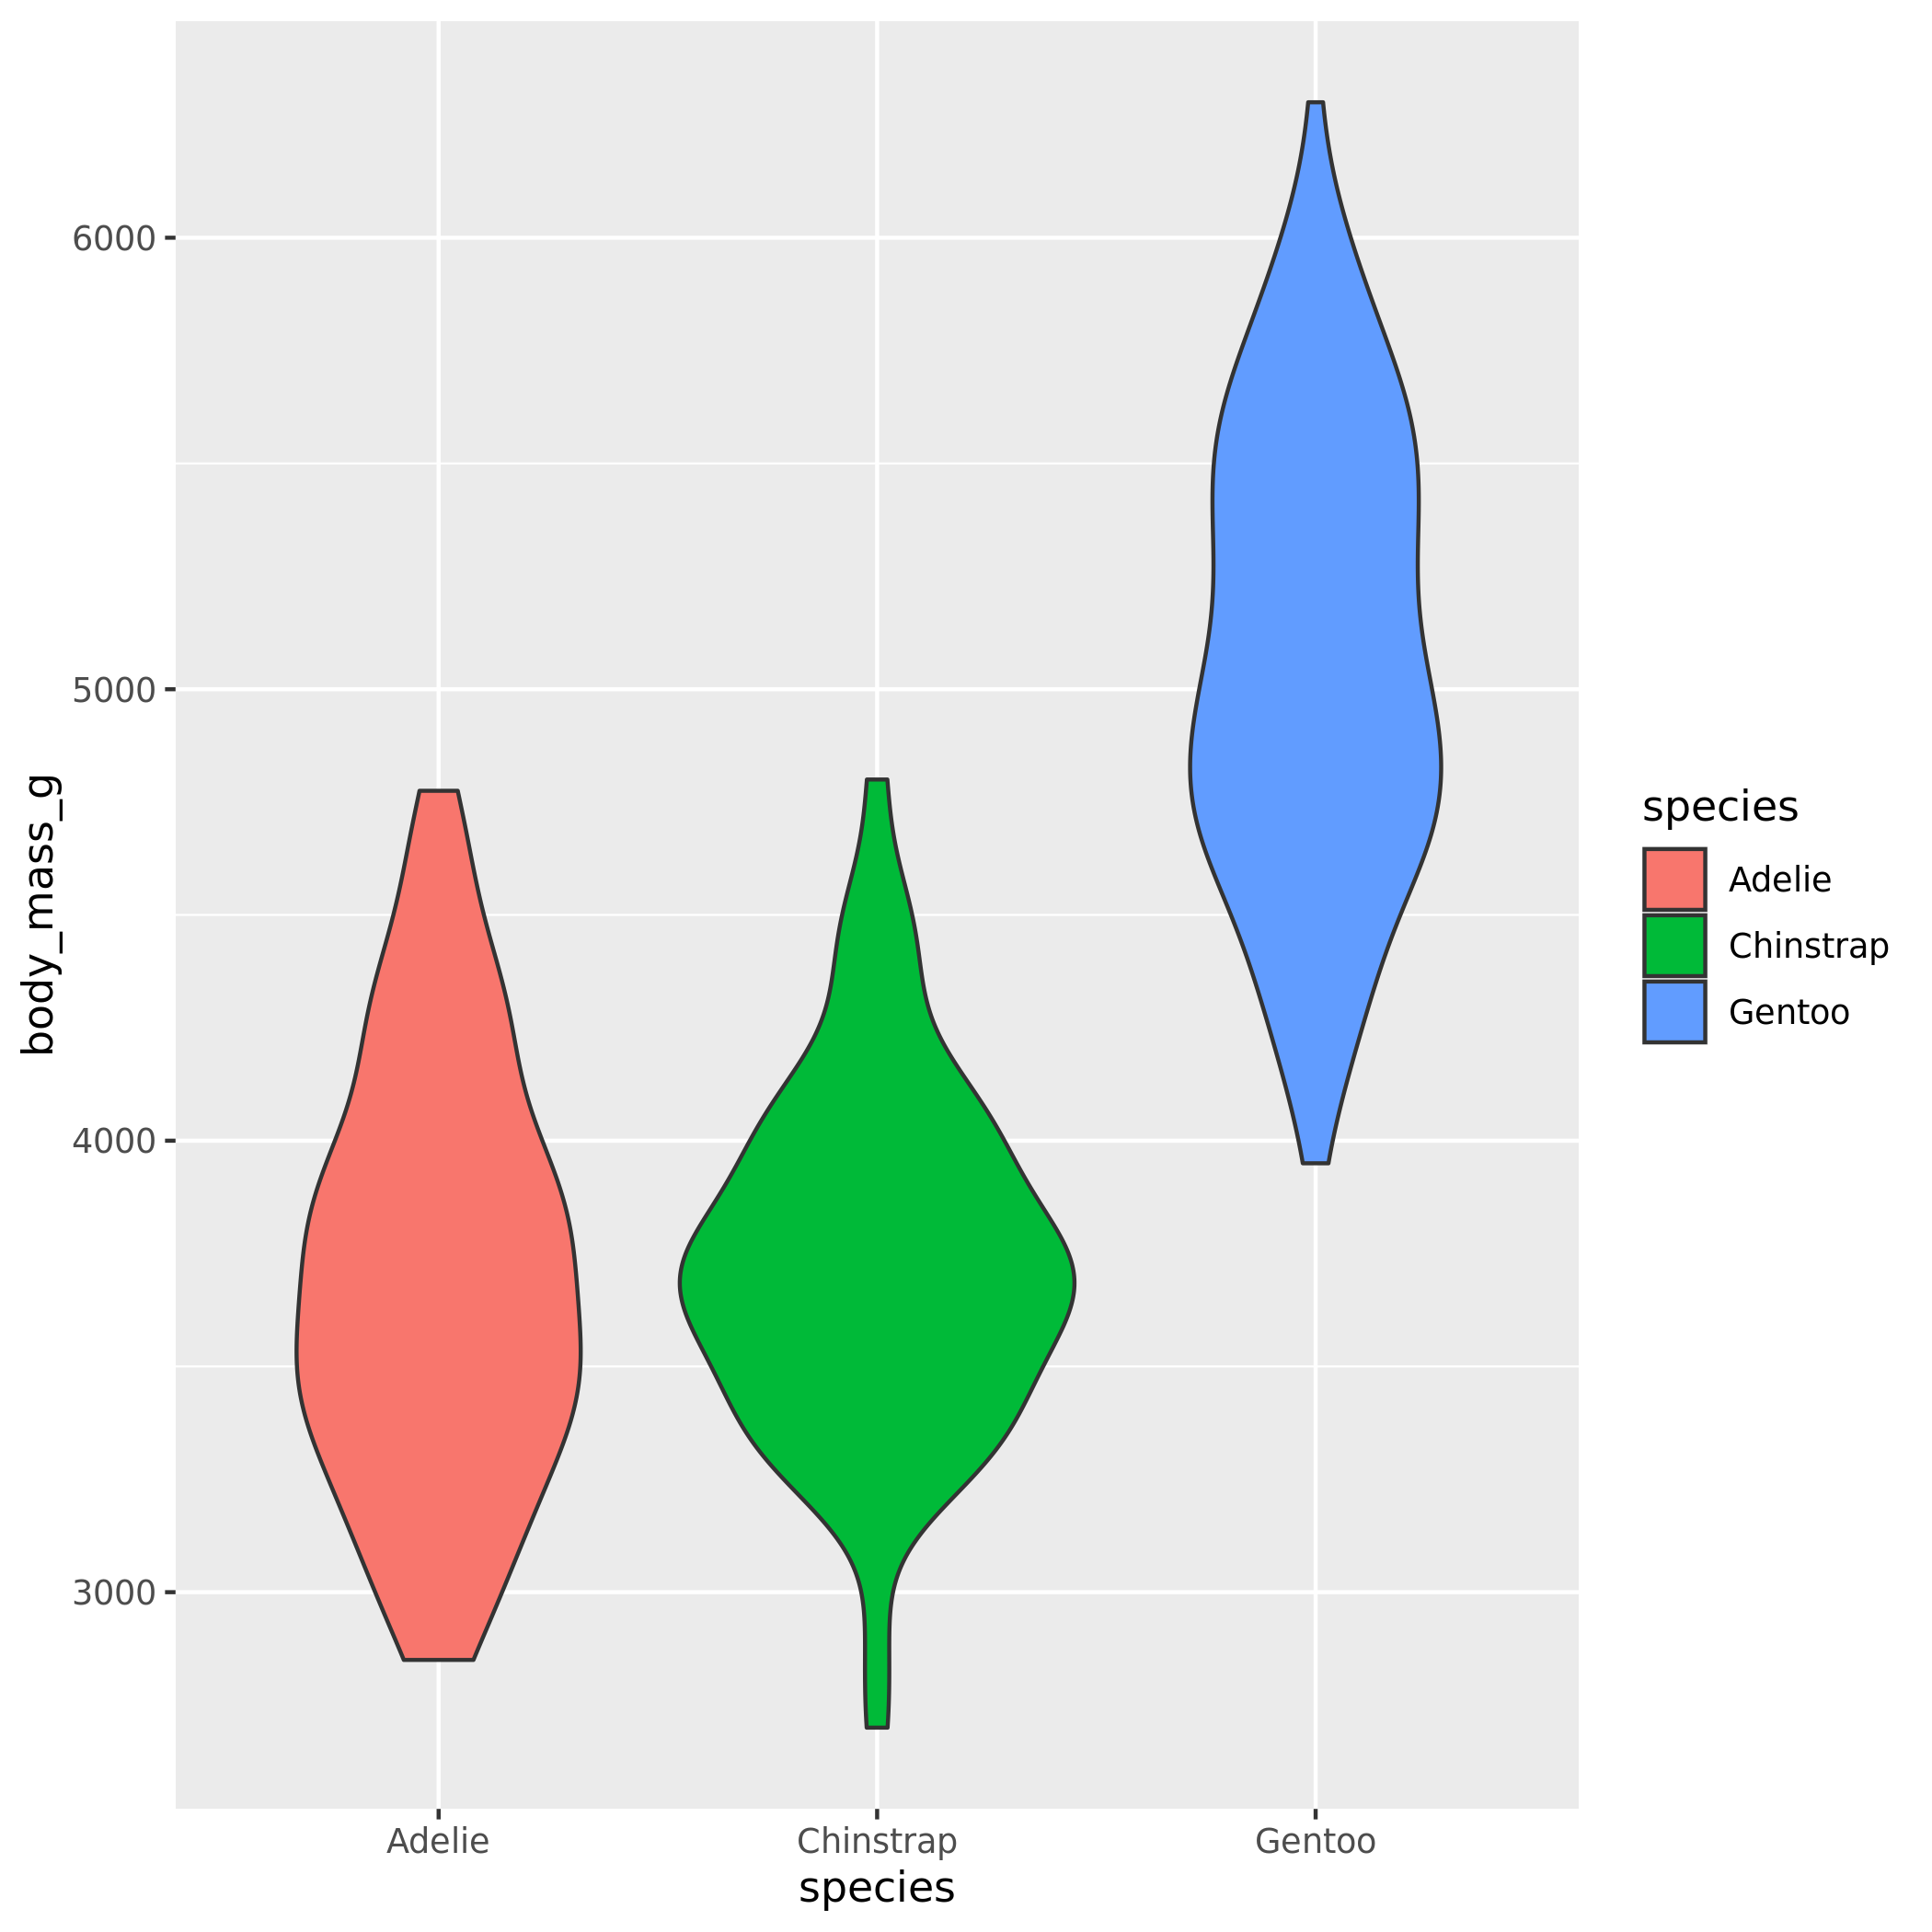 body_mass_g
6000
5000
4000
3000
Adelie
Chinstrap
Gentoo
species
species
Adelie
Chinstrap
Gentoo